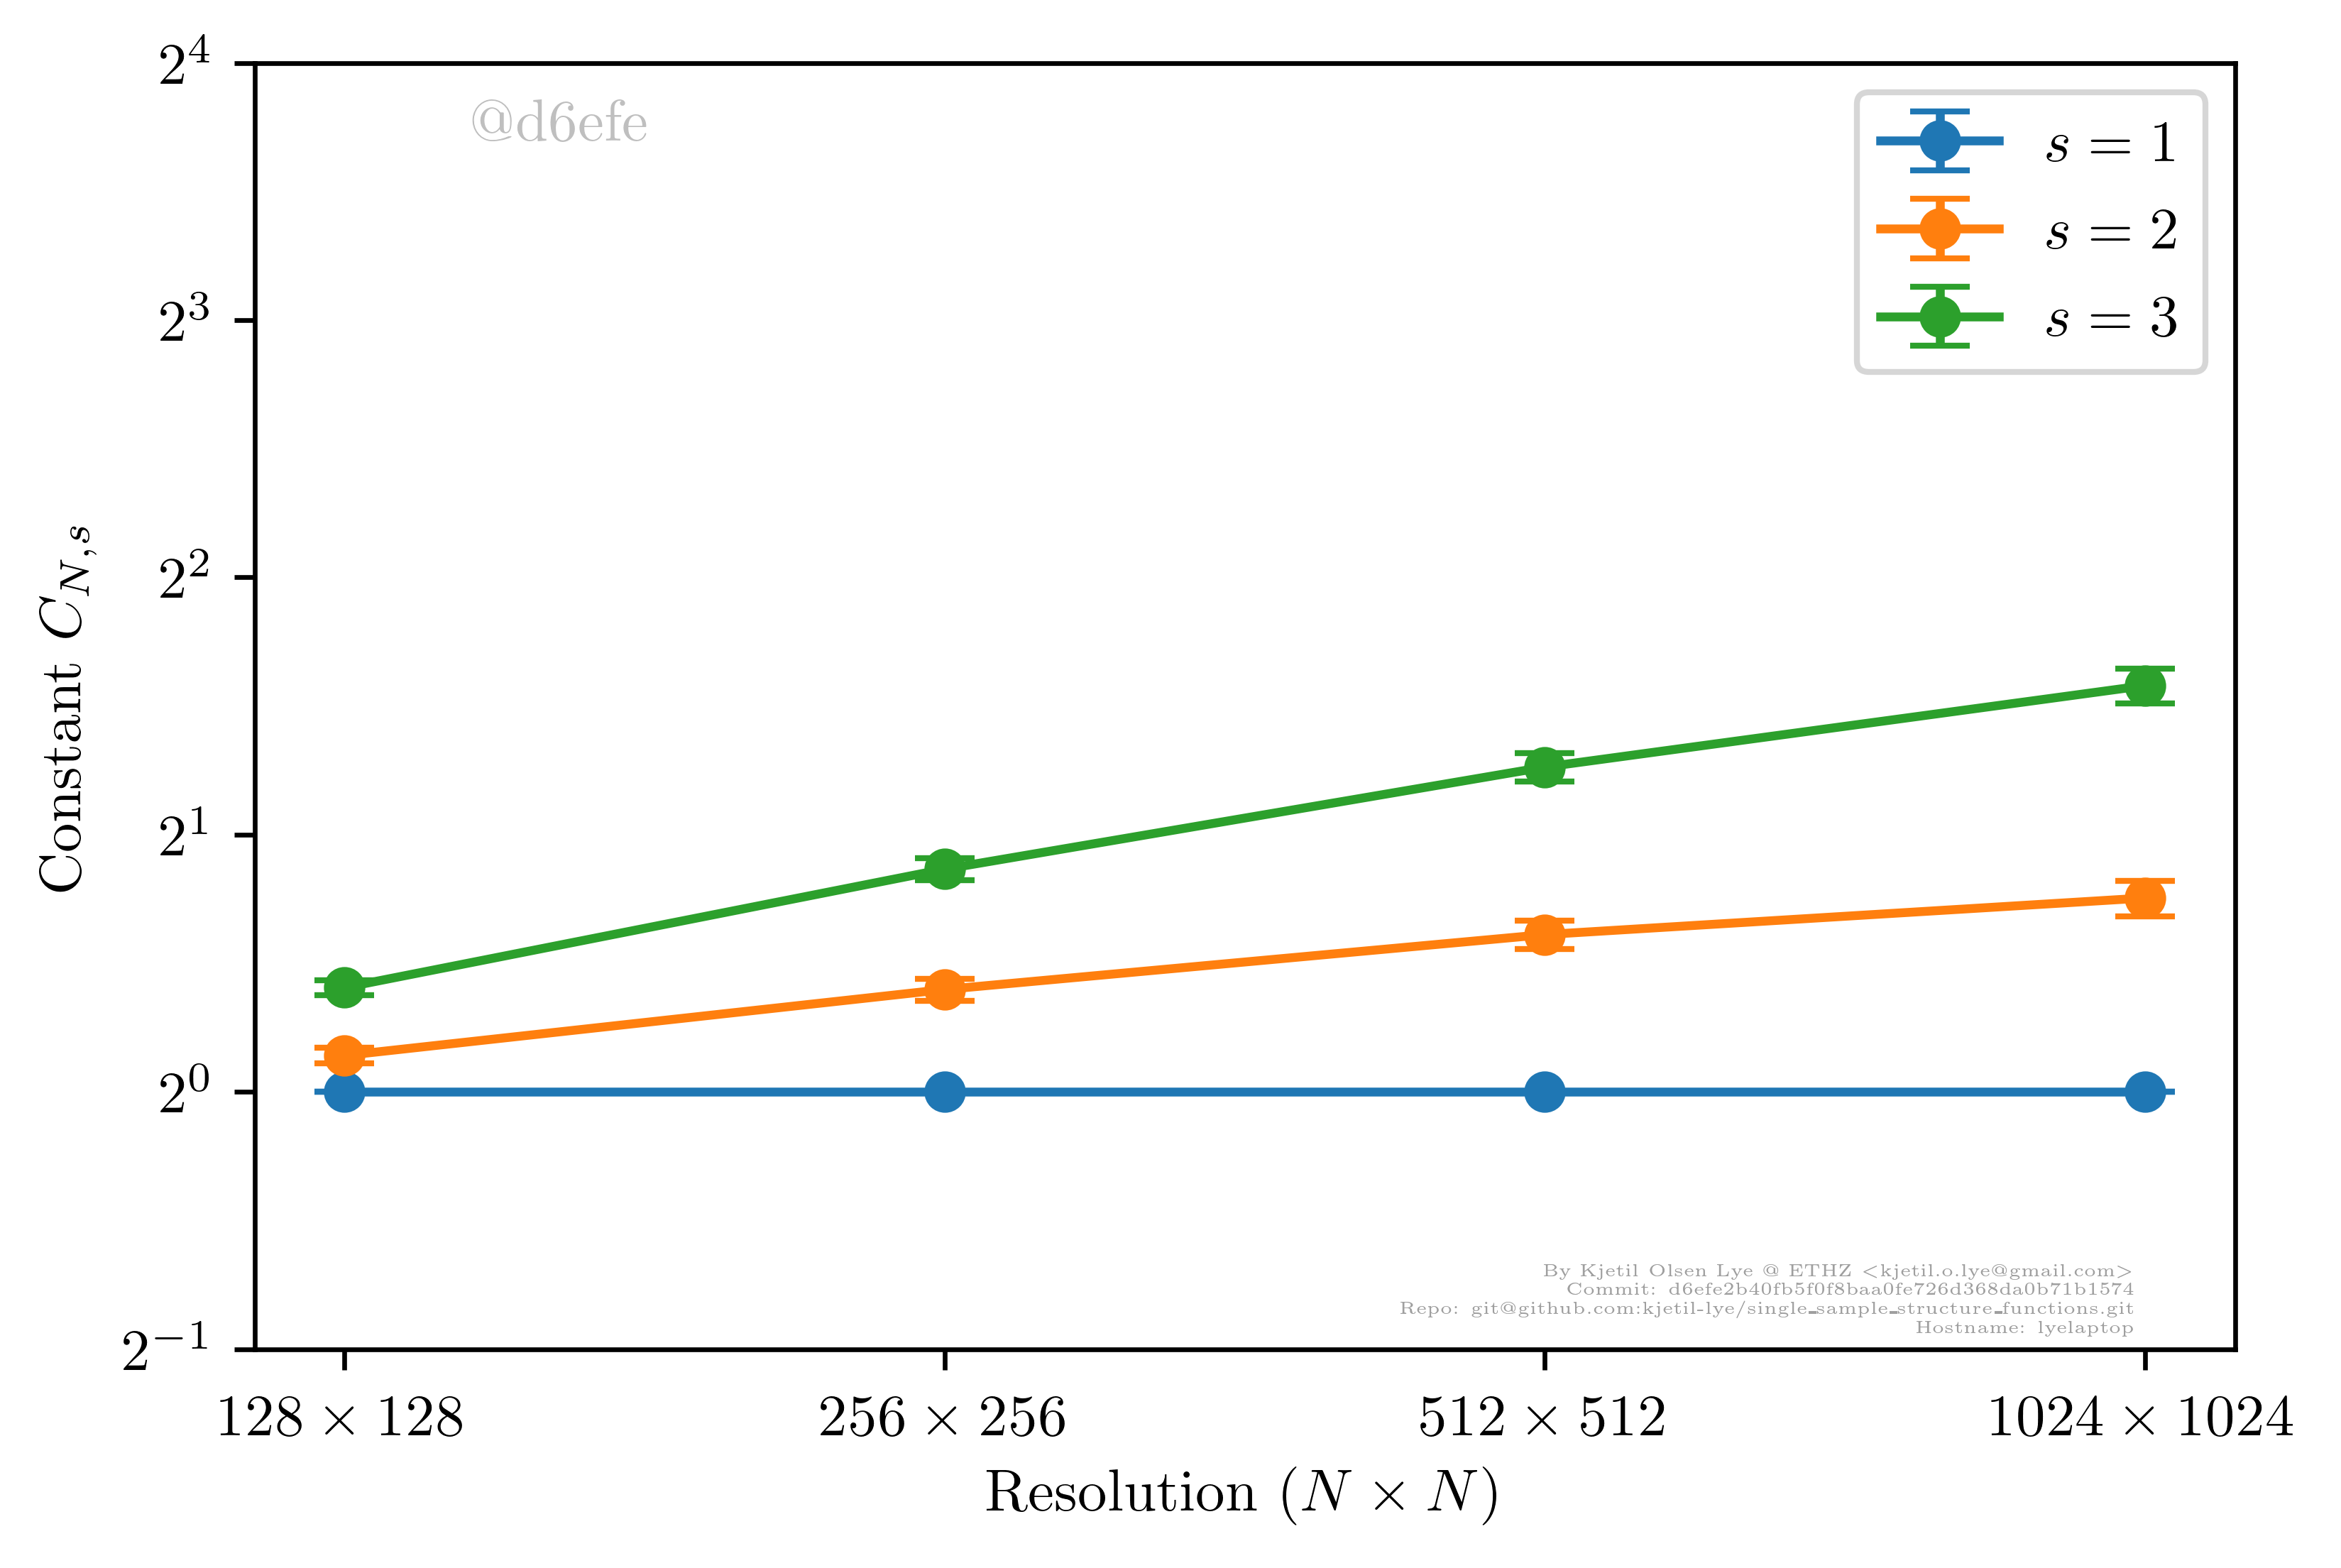 @d6efe
2^4
2^3
2^2
2^1
2^0
2^{-1}
Constant C_{N,s}
s = 1
s = 2
s = 3
By Kjetil Olsen Lye @ ETHZ <kjetil.o.lye@gmail.com>
Commit: d6efe2b40fb5f0f8baa0fe726d368da0b71b1574
Repo: git@github.com:kjetil-lye/single_sample_structure_functions.git
Hostname: lyelaptop
128 × 128 256 × 256 512 × 512 1024 × 1024
Resolution (N × N)